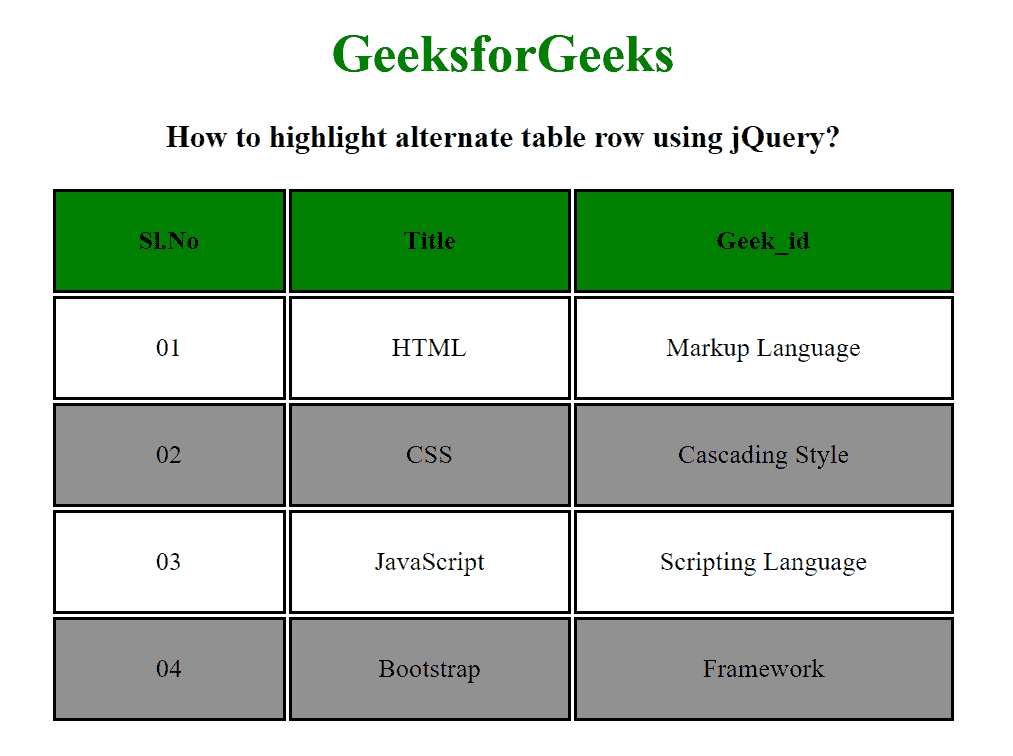 GeeksforGeeks
How to highlight alternate table row using jQuery?
Sl.No Title Geek_id
01 HTML Markup Language
02 CSS Cascading Style
03 JavaScript Scripting Language
04 Bootstrap Framework